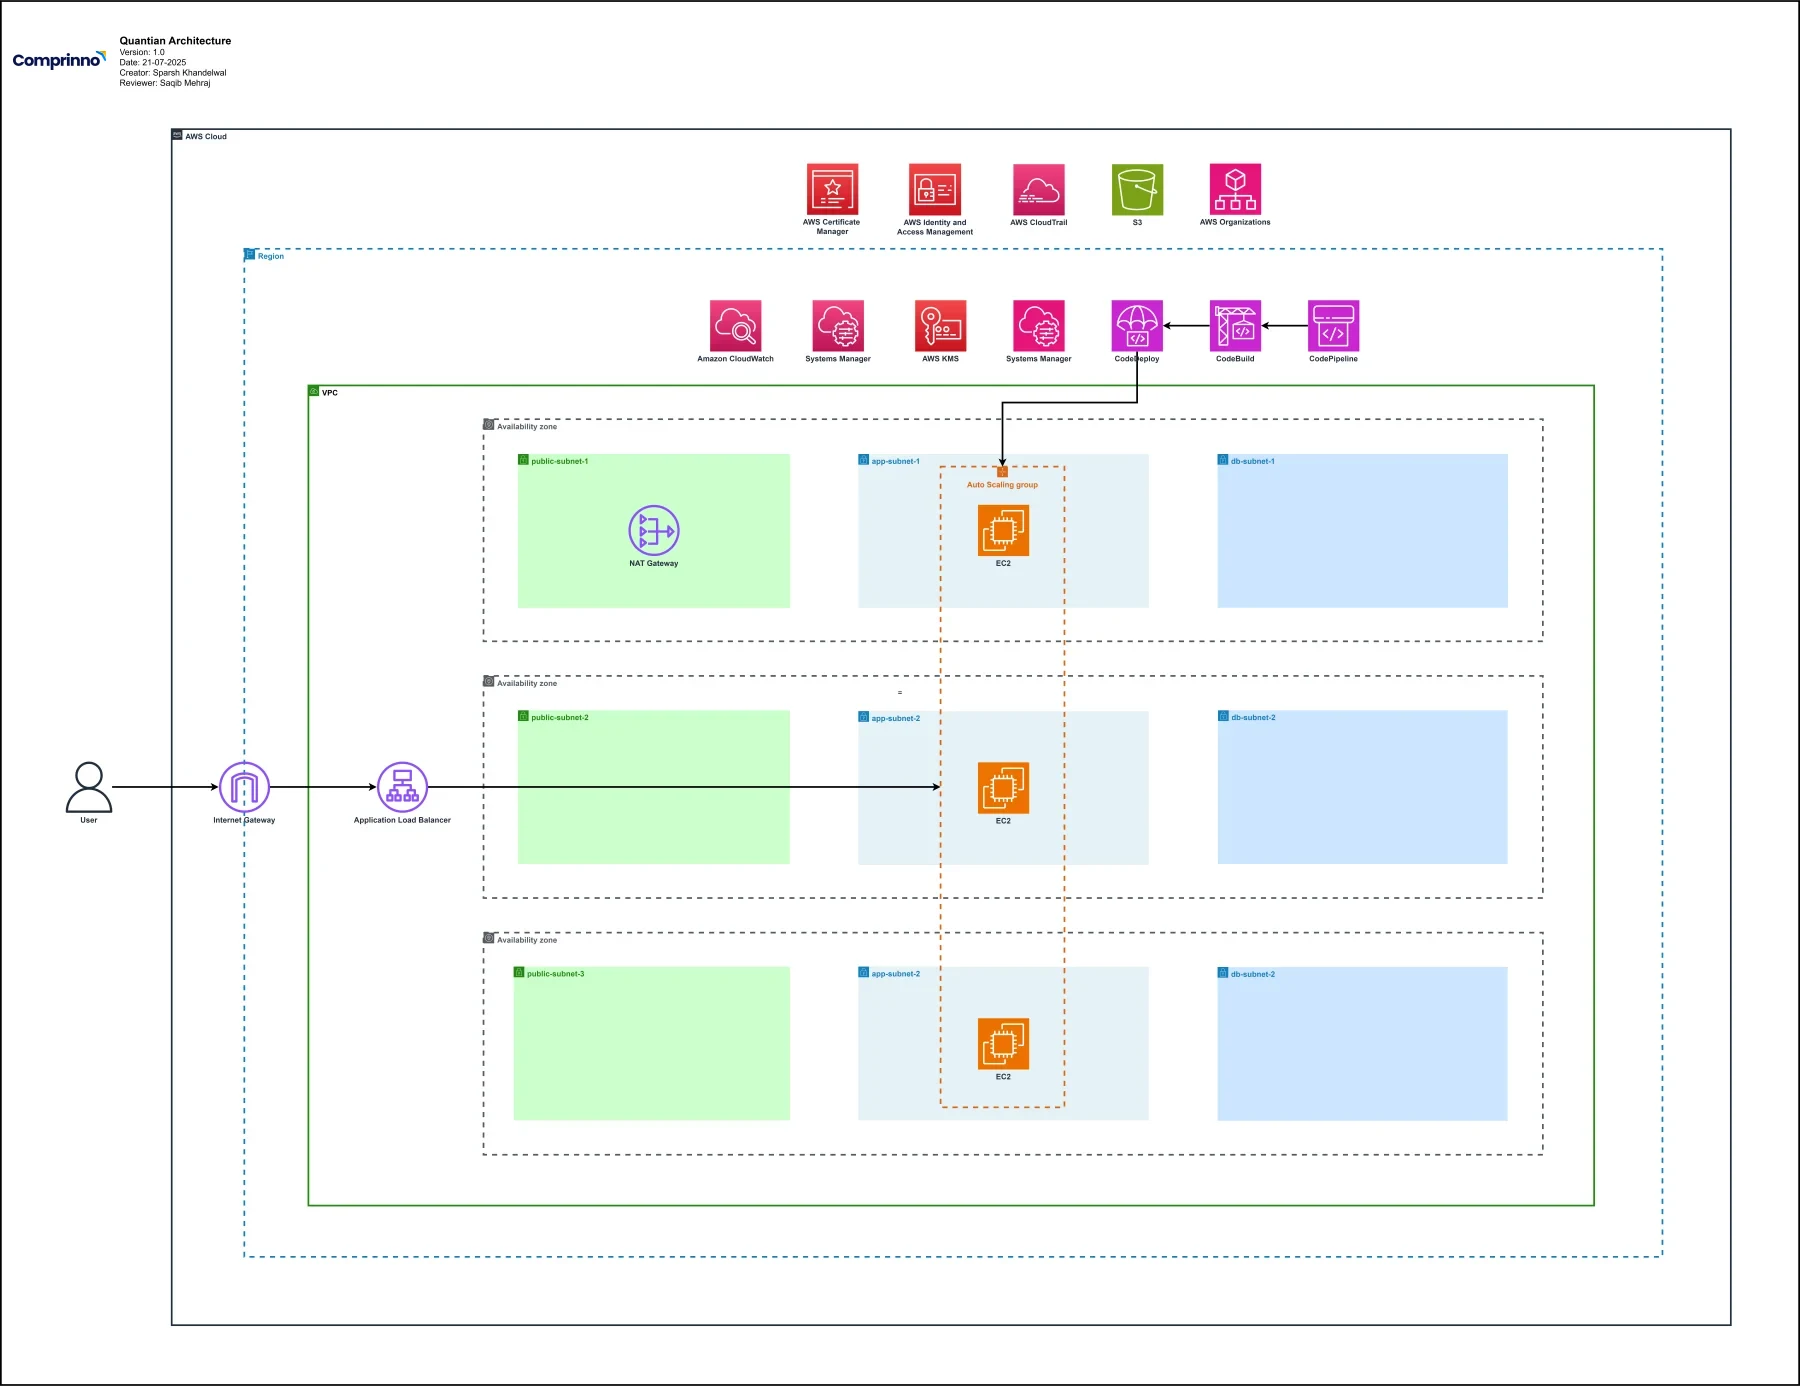 Comprinno
Quantian Architecture
Version: 1.0
Date: 21-07-2025
Creator: Sparsh Khandelwal
Reviewer: Saqib Mehraj
AWS Cloud
AWS Certificate
Manager
AWS Identity and
Access Management
AWS CloudTrail
S3
AWS Organizations
Region
Amazon CloudWatch
Systems Manager
AWS KMS
Systems Manager
CodeDeploy
CodeBuild
CodePipeline
VPC
Availability zone
public-subnet-1
app-subnet-1
db-subnet-1
Auto Scaling group
NAT Gateway
EC2
Availability zone
=
public-subnet-2
app-subnet-2
db-subnet-2
User
Internet Gateway
Application Load Balancer
EC2
Availability zone
public-subnet-3
app-subnet-2
db-subnet-2
EC2